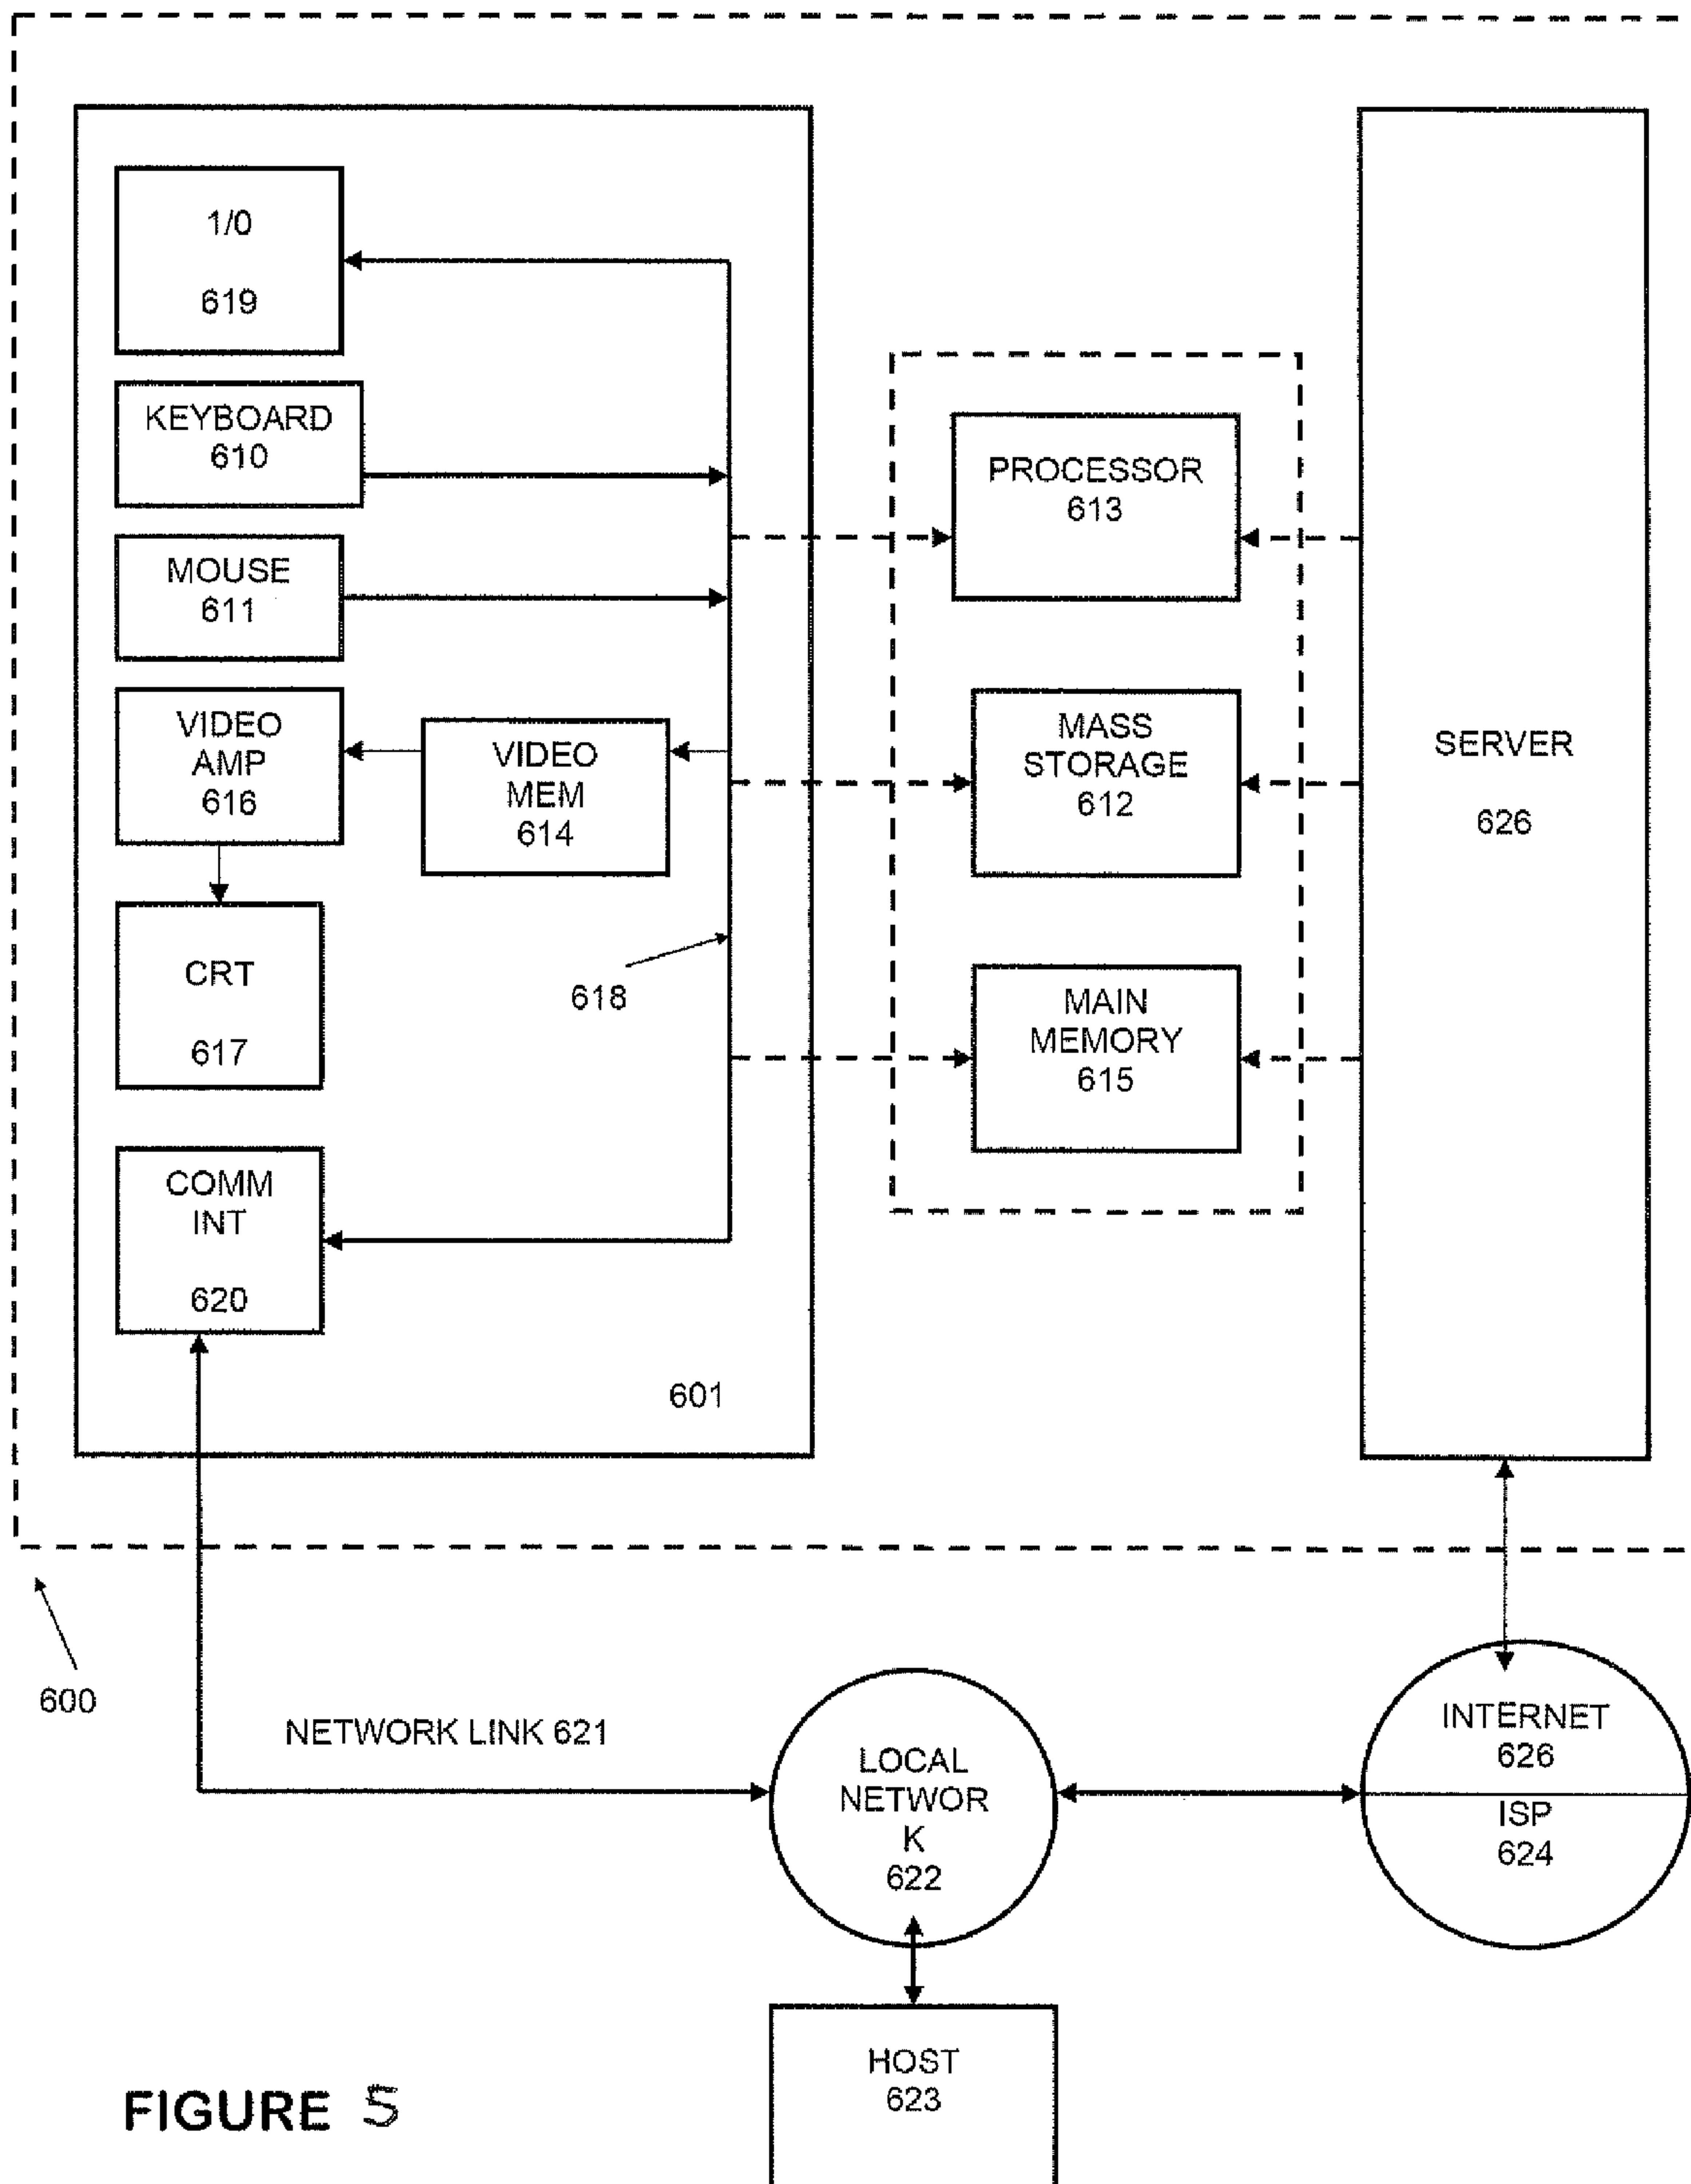 1/0
619
KEYBOARD
610
MOUSE
611
VIDEO
AMP
616
VIDEO
MEM
614
CRT
617
618
COMM
INT
620
601
PROCESSOR
613
MASS
STORAGE
612
MAIN
MEMORY
615
SERVER
626
600
NETWORK LINK 621
LOCAL
NETWOR
K
622
INTERNET
626
ISP
624
HOST
623
FIGURE 5